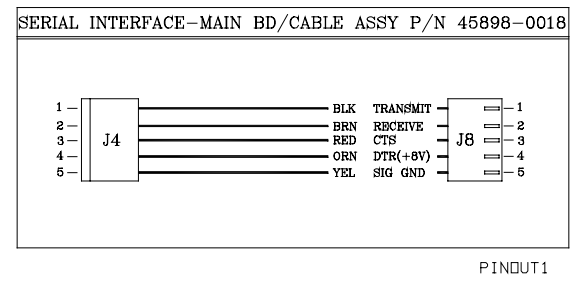 SERIAL INTERFACE-MAIN BD/CABLE ASSY P/N 45898-0018
1 BLK TRANSMIT 1
2 BRN RECEIVE 2
3 J4 RED CTS J8 3
4 ORN DTR(+8V) 4
5 YEL SIG GND 5
PINOUT1